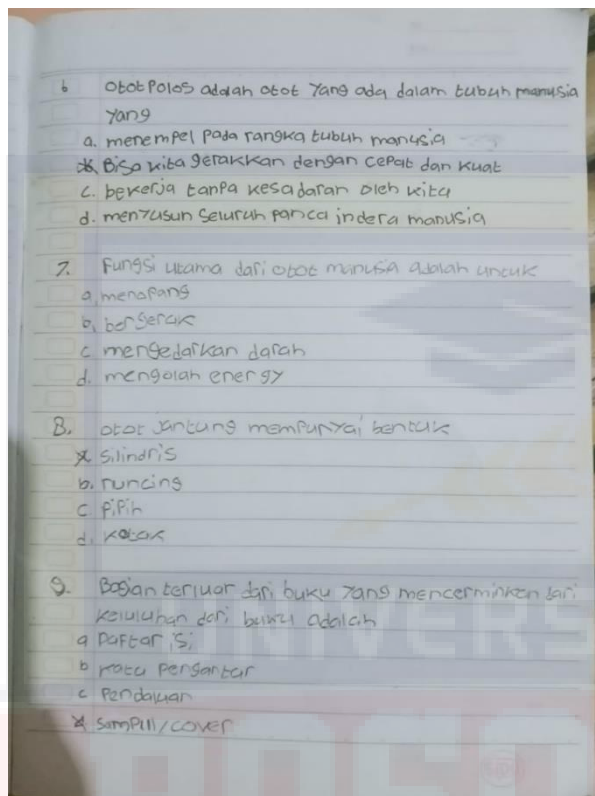 6 Otot Polos adalah otot yang ada dalam tubuh manusia
yang
a. menempel pada rangka tubuh manusia
b. Bisa kita gerakkan dengan cepat dan kuat
c. bekerja tanpa kesadaran oleh kita
d. menyusun seluruh panca indera manusia
7. Fungsi utama dari otot manusia adalah untuk
a. menopang
b. bergerak
c. mengedarkan darah
d. mengolah energy
8. otot jantung mempunyai bentuk
silindris
b. runcing
c. pipih
d. kotak
9. Bagian terluar dari buku yang mencerminkan dari
keluluhan dari buku adalah
a Daftar isi
b kata pengantar
c Pendaluan
sampul/cover
UNIVERS